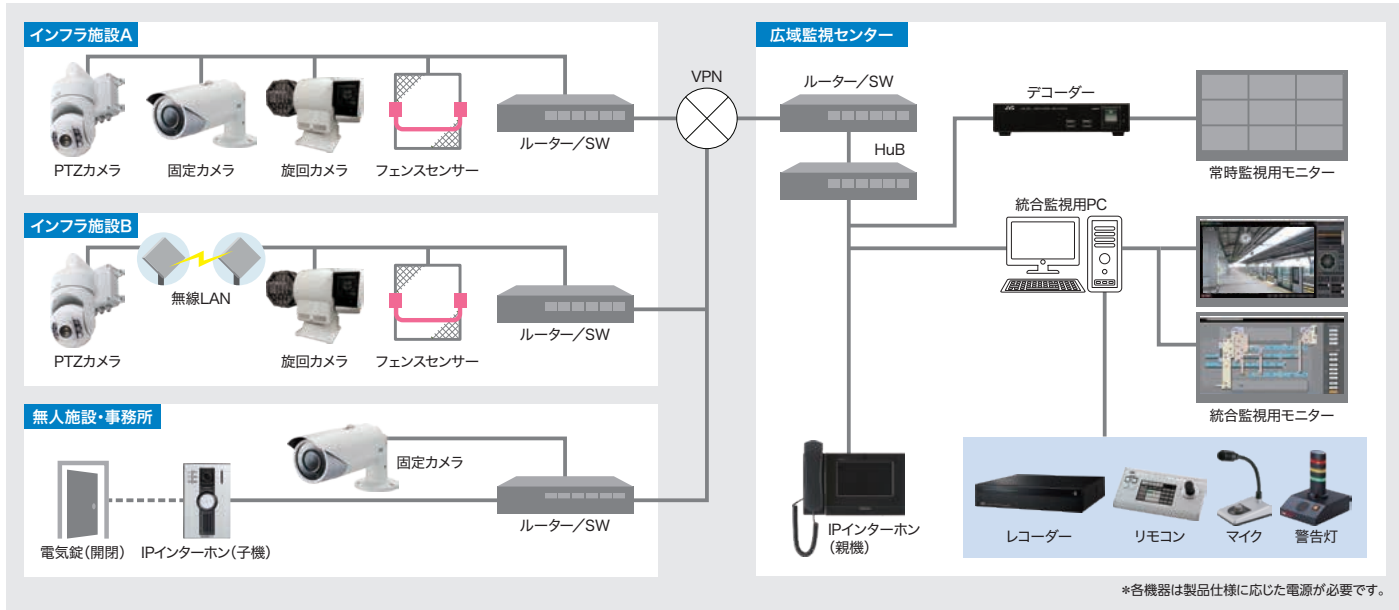 インフラ施設A
PTZカメラ
固定カメラ
旋回カメラ
フェンスセンサー
ルーター/SW
インフラ施設B
無線LAN
PTZカメラ
旋回カメラ
フェンスセンサー
ルーター/SW
無人施設・事務所
固定カメラ
電気錠(開閉)
IPインターホン(子機)
ルーター/SW
VPN
広域監視センター
ルーター/SW
HuB
デコーダー
常時監視用モニター
統合監視用PC
統合監視用モニター
IPインターホン
(親機)
レコーダー
リモコン
マイク
警告灯
*各機器は製品仕様に応じた電源が必要です。